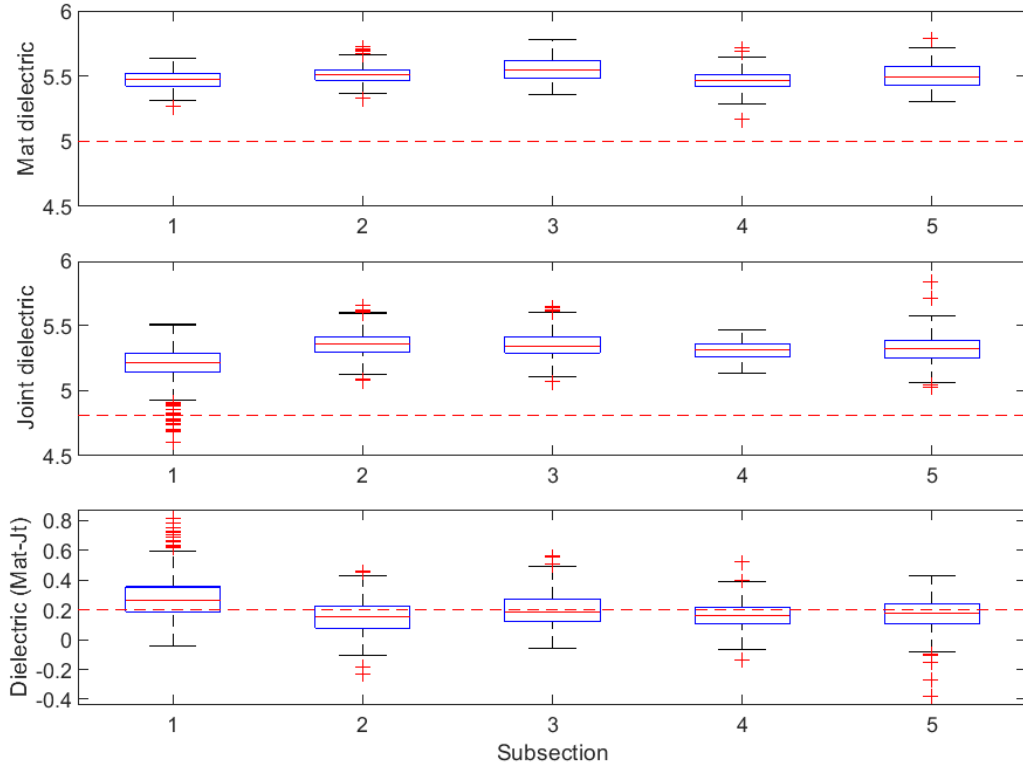 Mat dielectric
6
5.5
5
4.5
1 2 3 4 5
Joint dielectric
6
5.5
5
4.5
1 2 3 4 5
Dielectric (Mat-Jt)
0.8
0.6
0.4
0.2
0
-0.2
-0.4
1 2 3 4 5
Subsection